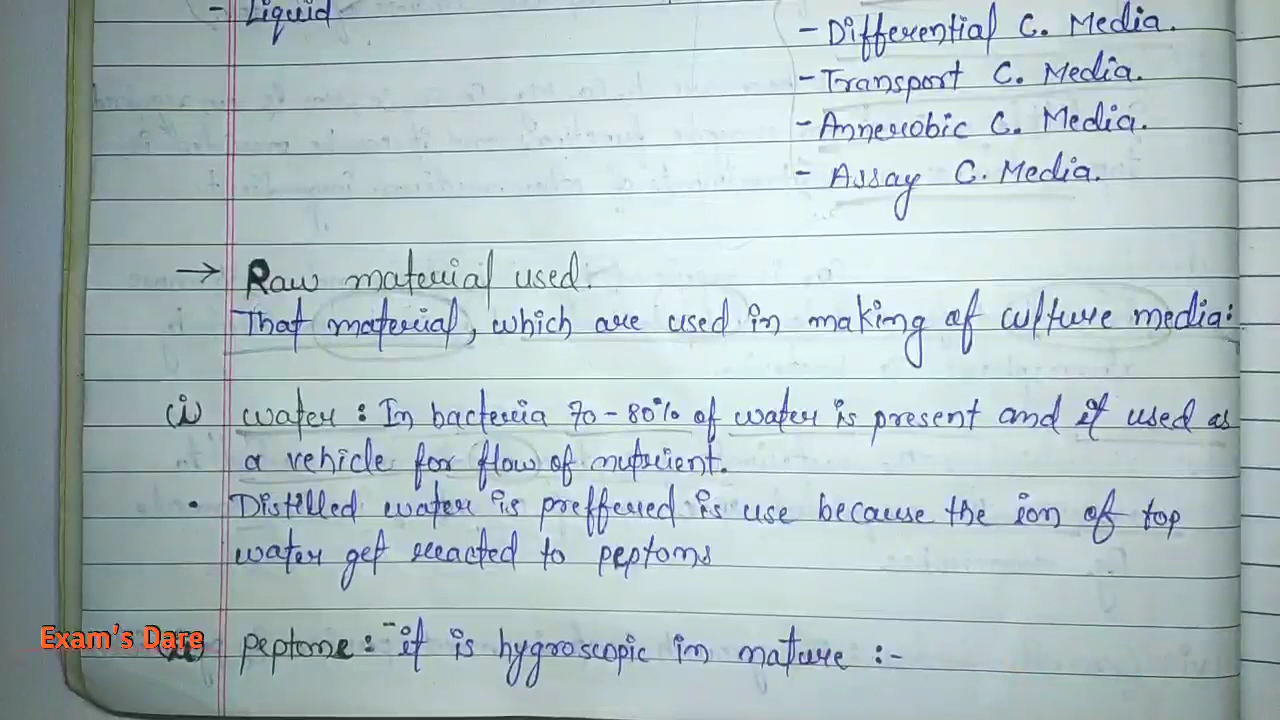 - Liquid
- Differential C. Media.
- Transport C. Media.
- Annerobic C. Media.
- Assay C. Media.
→ Raw material used:
That material, which are used in making of culture media:
(i) water : In bacteria 70-80% of water is present and it used as
a vehicle for flow of nutrient.
• Distilled water is preffered is use because the ion of top
water get reacted to peptons
Exam's Dare
peptone : - it is hygroscopic in nature :-